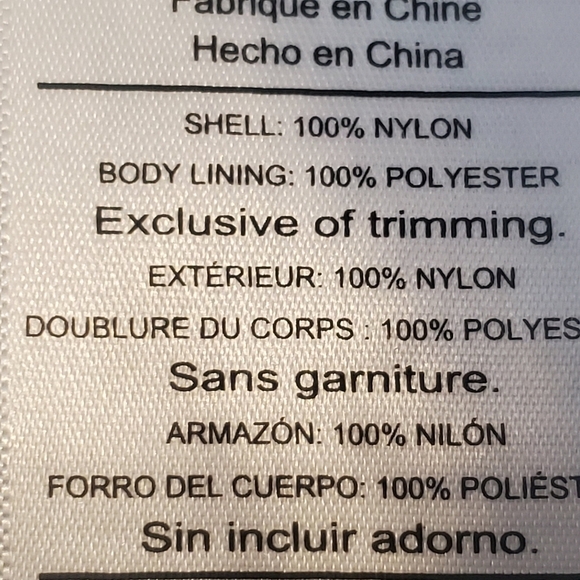 Fabriqué en Chine
Hecho en China
SHELL: 100% NYLON
BODY LINING: 100% POLYESTER
Exclusive of trimming.
EXTÉRIEUR: 100% NYLON
DOUBLURE DU CORPS : 100% POLYES
Sans garniture.
ARMAZÓN: 100% NILÓN
FORRO DEL CUERPO: 100% POLIÉST
Sin incluir adorno.